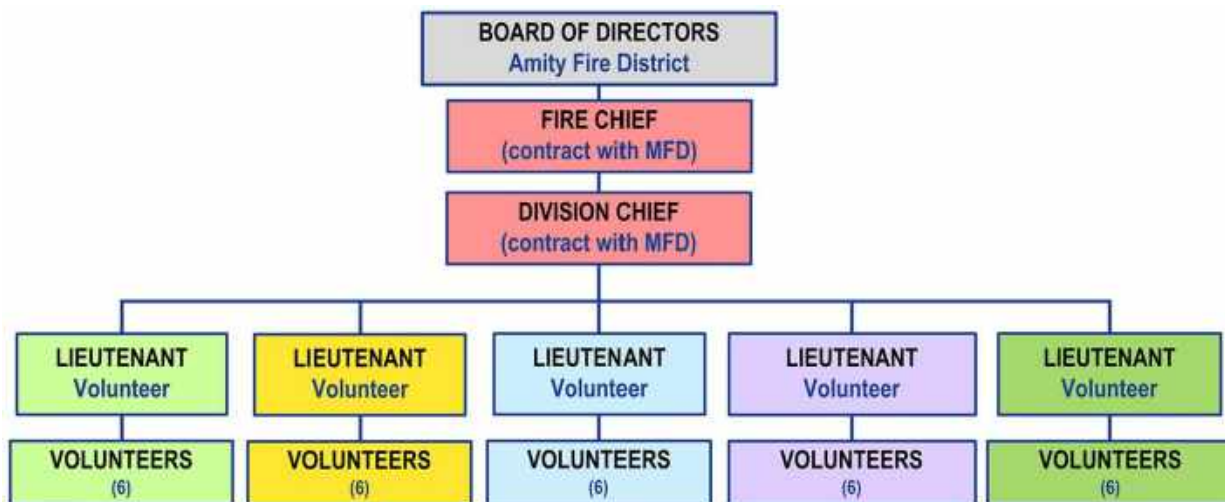 BOARD OF DIRECTORS
Amity Fire District
FIRE CHIEF
(contract with MFD)
DIVISION CHIEF
(contract with MFD)
LIEUTENANT
Volunteer
LIEUTENANT
Volunteer
LIEUTENANT
Volunteer
LIEUTENANT
Volunteer
LIEUTENANT
Volunteer
VOLUNTEERS
(6)
VOLUNTEERS
(6)
VOLUNTEERS
(6)
VOLUNTEERS
(6)
VOLUNTEERS
(6)